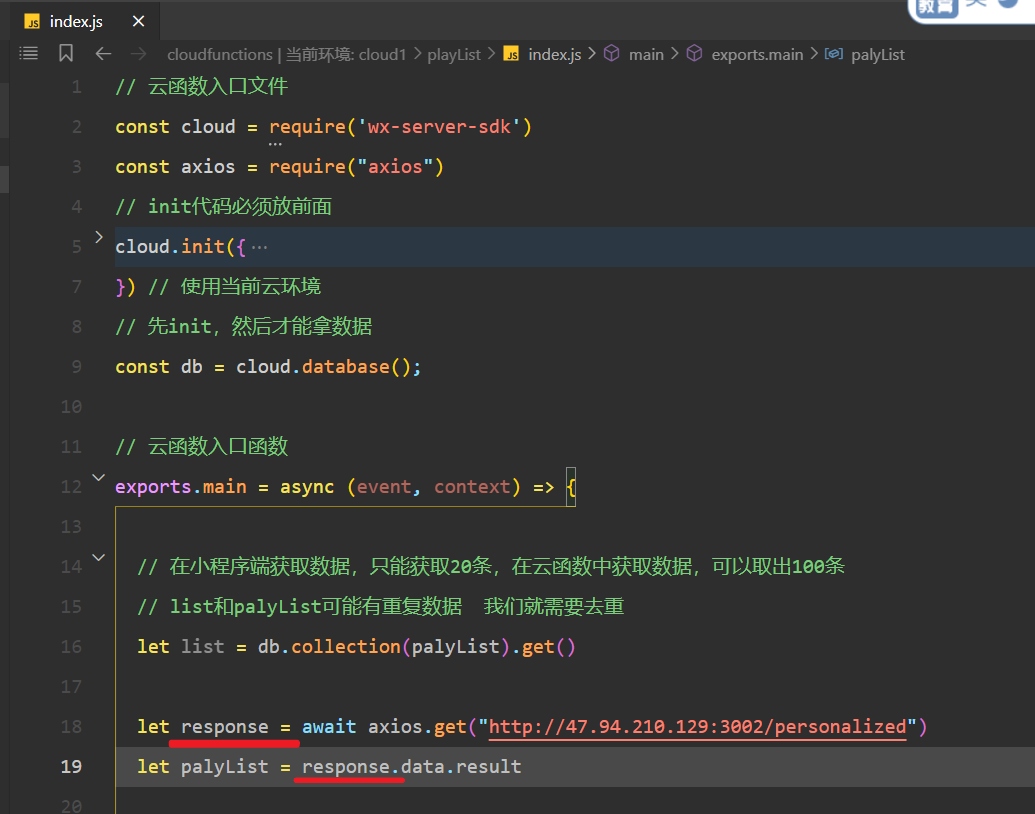 教育 英
JS index.js ×
cloudfunctions | 当前环境: cloud1 > playList > JS index.js > main > exports.main > palyList
1 // 云函数入口文件
2 const cloud = require('wx-server-sdk')
3 const axios = require("axios")
4 // init代码必须放前面
5 cloud.init({ ···
7 }) // 使用当前云环境
8 // 先init，然后才能拿数据
9 const db = cloud.database();
10
11 // 云函数入口函数
12 exports.main = async (event, context) => {
13
14 // 在小程序端获取数据，只能获取20条，在云函数中获取数据，可以取出100条
15 // list和palyList可能有重复数据 我们就需要去重
16 let list = db.collection(palyList).get()
17
18 let response = await axios.get("http://47.94.210.129:3002/personalized")
19 let palyList = response.data.result
20